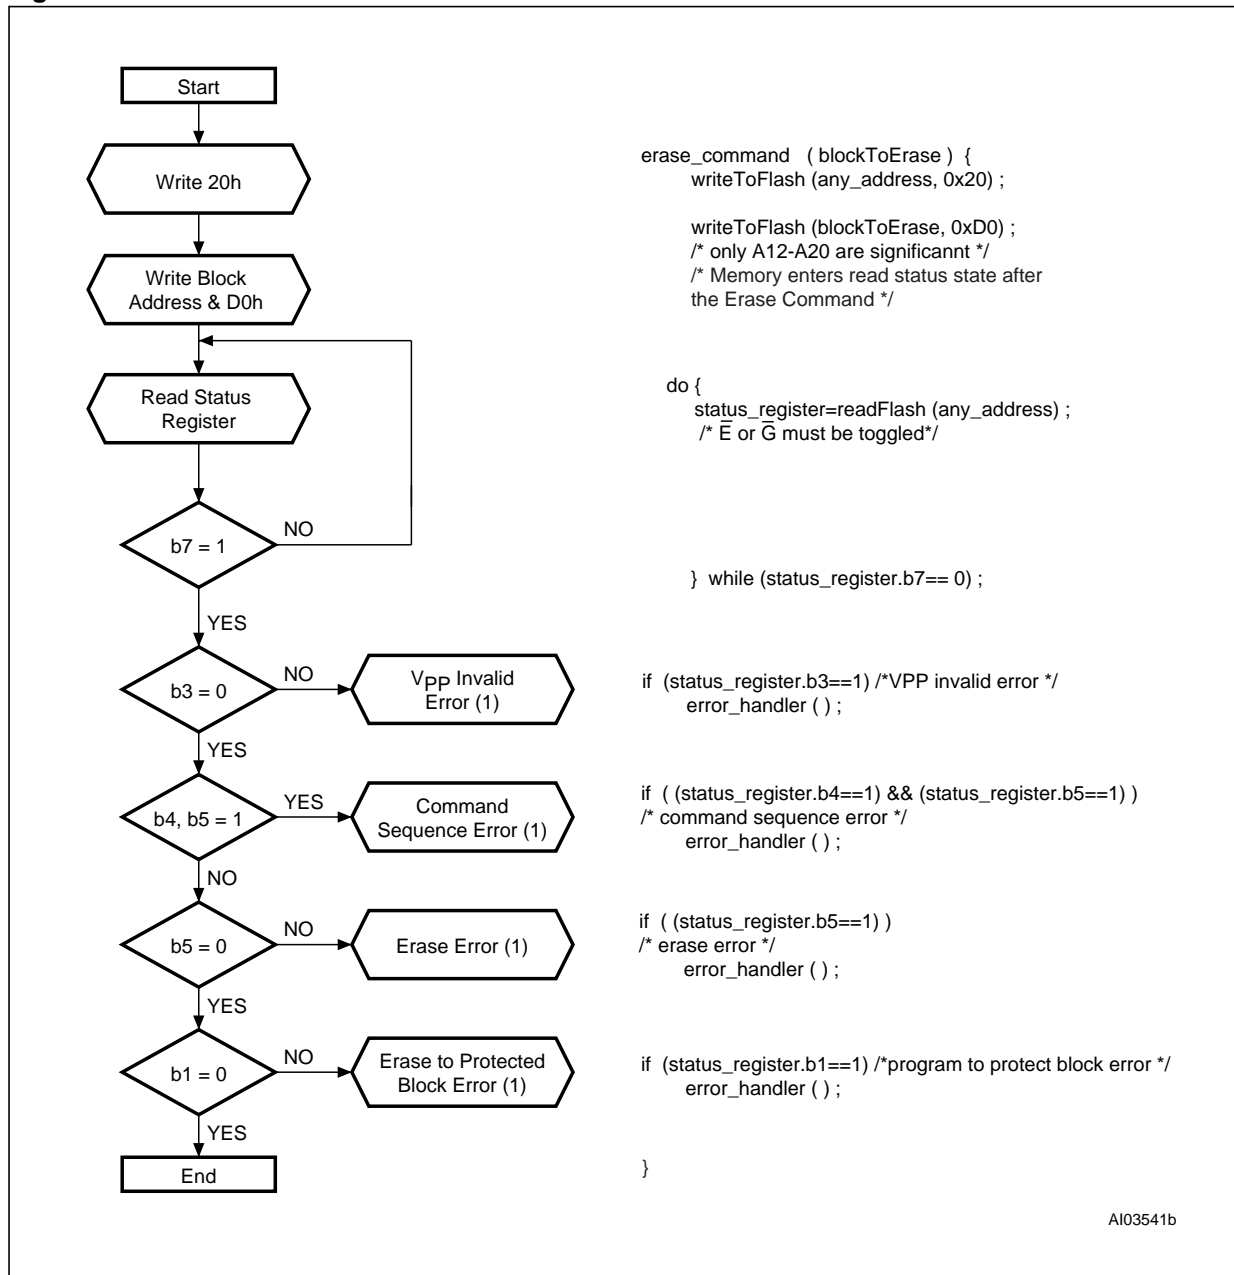 Start
Write 20h
Write Block
Address & D0h
Read Status
Register
b7 = 1
NO
YES
b3 = 0
NO
VPP Invalid
Error (1)
YES
b4, b5 = 1
YES
Command
Sequence Error (1)
NO
b5 = 0
NO
Erase Error (1)
YES
b1 = 0
NO
Erase to Protected
Block Error (1)
YES
End
erase_command ( blockToErase ) {
writeToFlash (any_address, 0x20) ;
writeToFlash (blockToErase, 0xD0) ;
/* only A12-A20 are significannt */
/* Memory enters read status state after
the Erase Command */
do {
status_register=readFlash (any_address) ;
/* E̅ or G̅ must be toggled*/
} while (status_register.b7== 0) ;
if (status_register.b3==1) /*VPP invalid error */
error_handler ( ) ;
if ( (status_register.b4==1) && (status_register.b5==1) )
/* command sequence error */
error_handler ( ) ;
if ( (status_register.b5==1) )
/* erase error */
error_handler ( ) ;
if (status_register.b1==1) /*program to protect block error */
error_handler ( ) ;
}
AI03541b